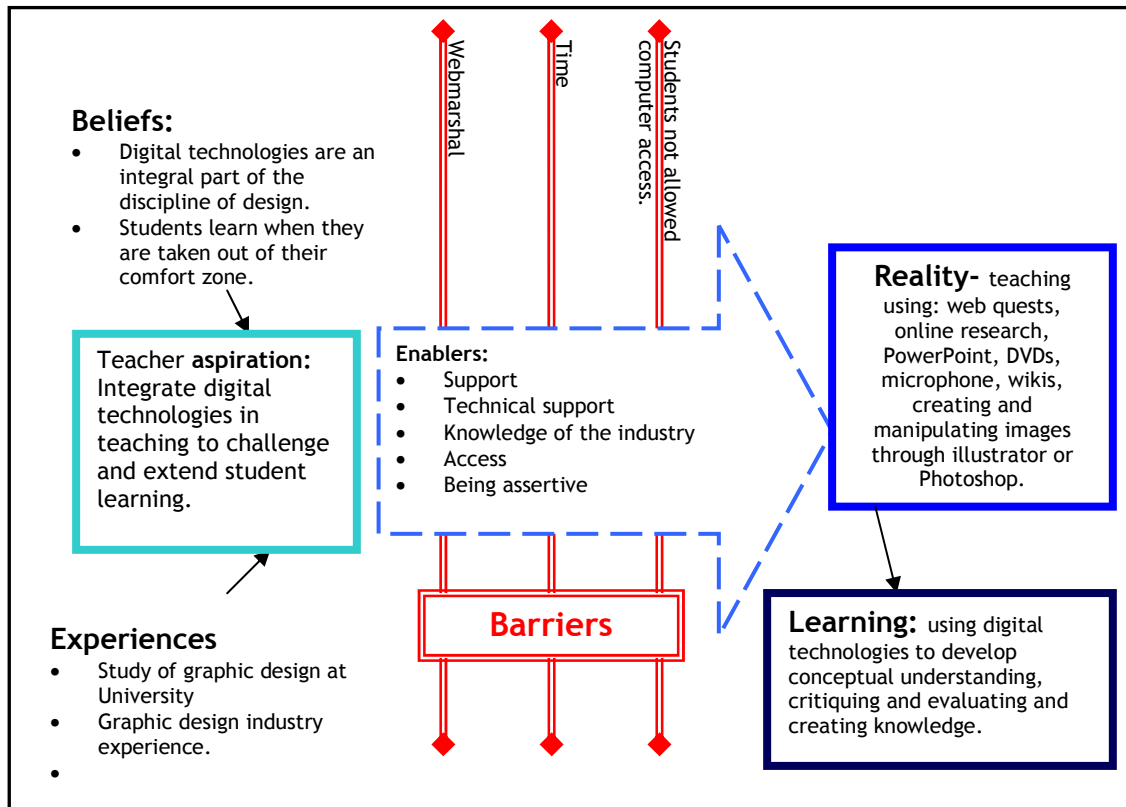 Webmarshal
Time
Students not allowed
computer access.
Beliefs:
• Digital technologies are an
integral part of the
discipline of design.
• Students learn when they
are taken out of their
comfort zone.
Teacher aspiration:
Integrate digital
technologies in
teaching to challenge
and extend student
learning.
Enablers:
• Support
• Technical support
• Knowledge of the industry
• Access
• Being assertive
Reality- teaching
using: web quests,
online research,
PowerPoint, DVDs,
microphone, wikis,
creating and
manipulating images
through illustrator or
Photoshop.
Barriers
Experiences
• Study of graphic design at
University
• Graphic design industry
experience.
•
Learning: using digital
technologies to develop
conceptual understanding,
critiquing and evaluating and
creating knowledge.